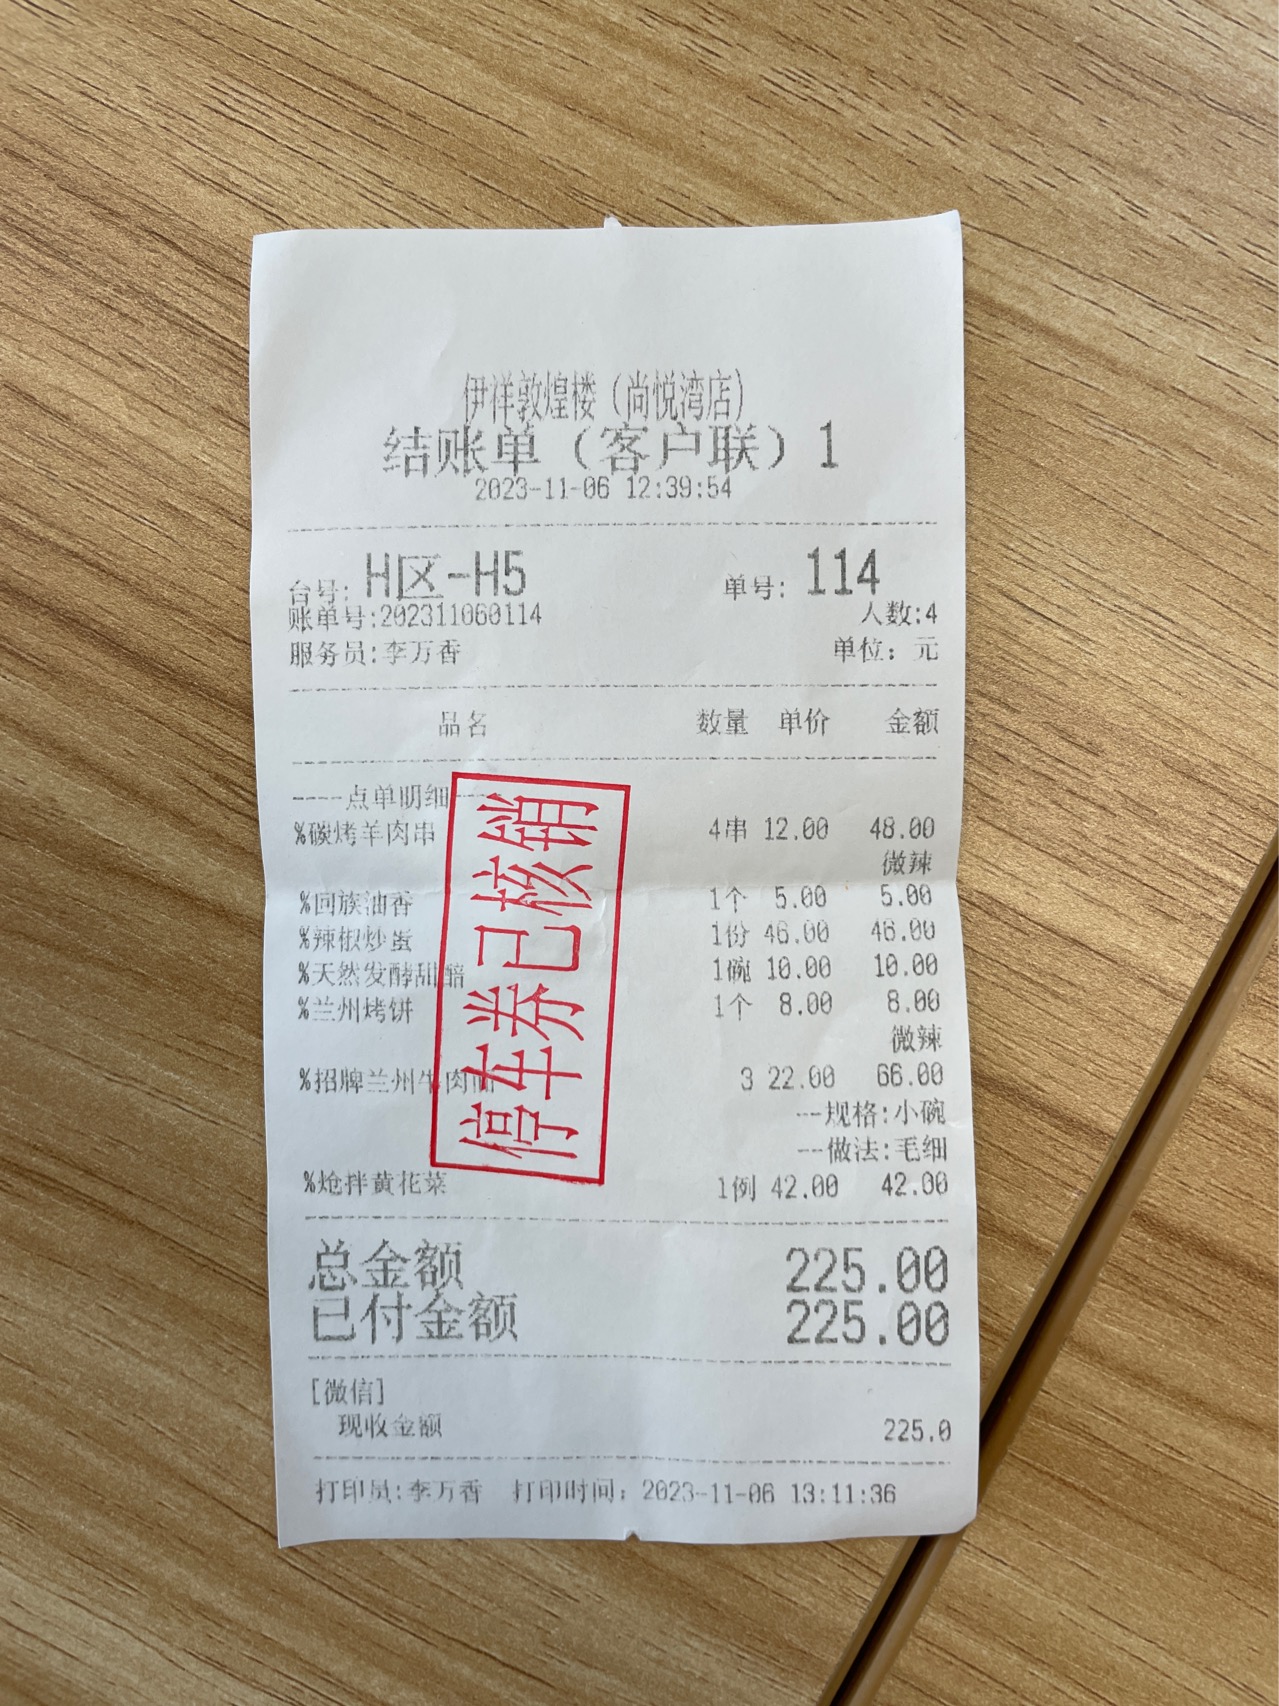 伊祥敦煌楼（尚悦湾店）
结账单（客户联）1
2023-11-06 12:39:54
台号: H区-H5 单号: 114
账单号:202311060114 人数:4
服务员:李万香 单位：元
品名 数量 单价 金额
----点单明细----
%碳烤羊肉串 4串 12.00 48.00
微辣
%回族油香 1个 5.00 5.00
%辣椒炒蛋 1份 46.00 46.00
%天然发酵甜醅 1碗 10.00 10.00
%兰州烤饼 1个 8.00 8.00
微辣
%招牌兰州牛肉面 3 22.00 66.00
--规格:小碗
--做法:毛细
%炝拌黄花菜 1例 42.00 42.00
停车券已核销
总金额 225.00
已付金额 225.00
[微信]
现收金额 225.0
打印员:李万香 打印时间：2023-11-06 13:11:36